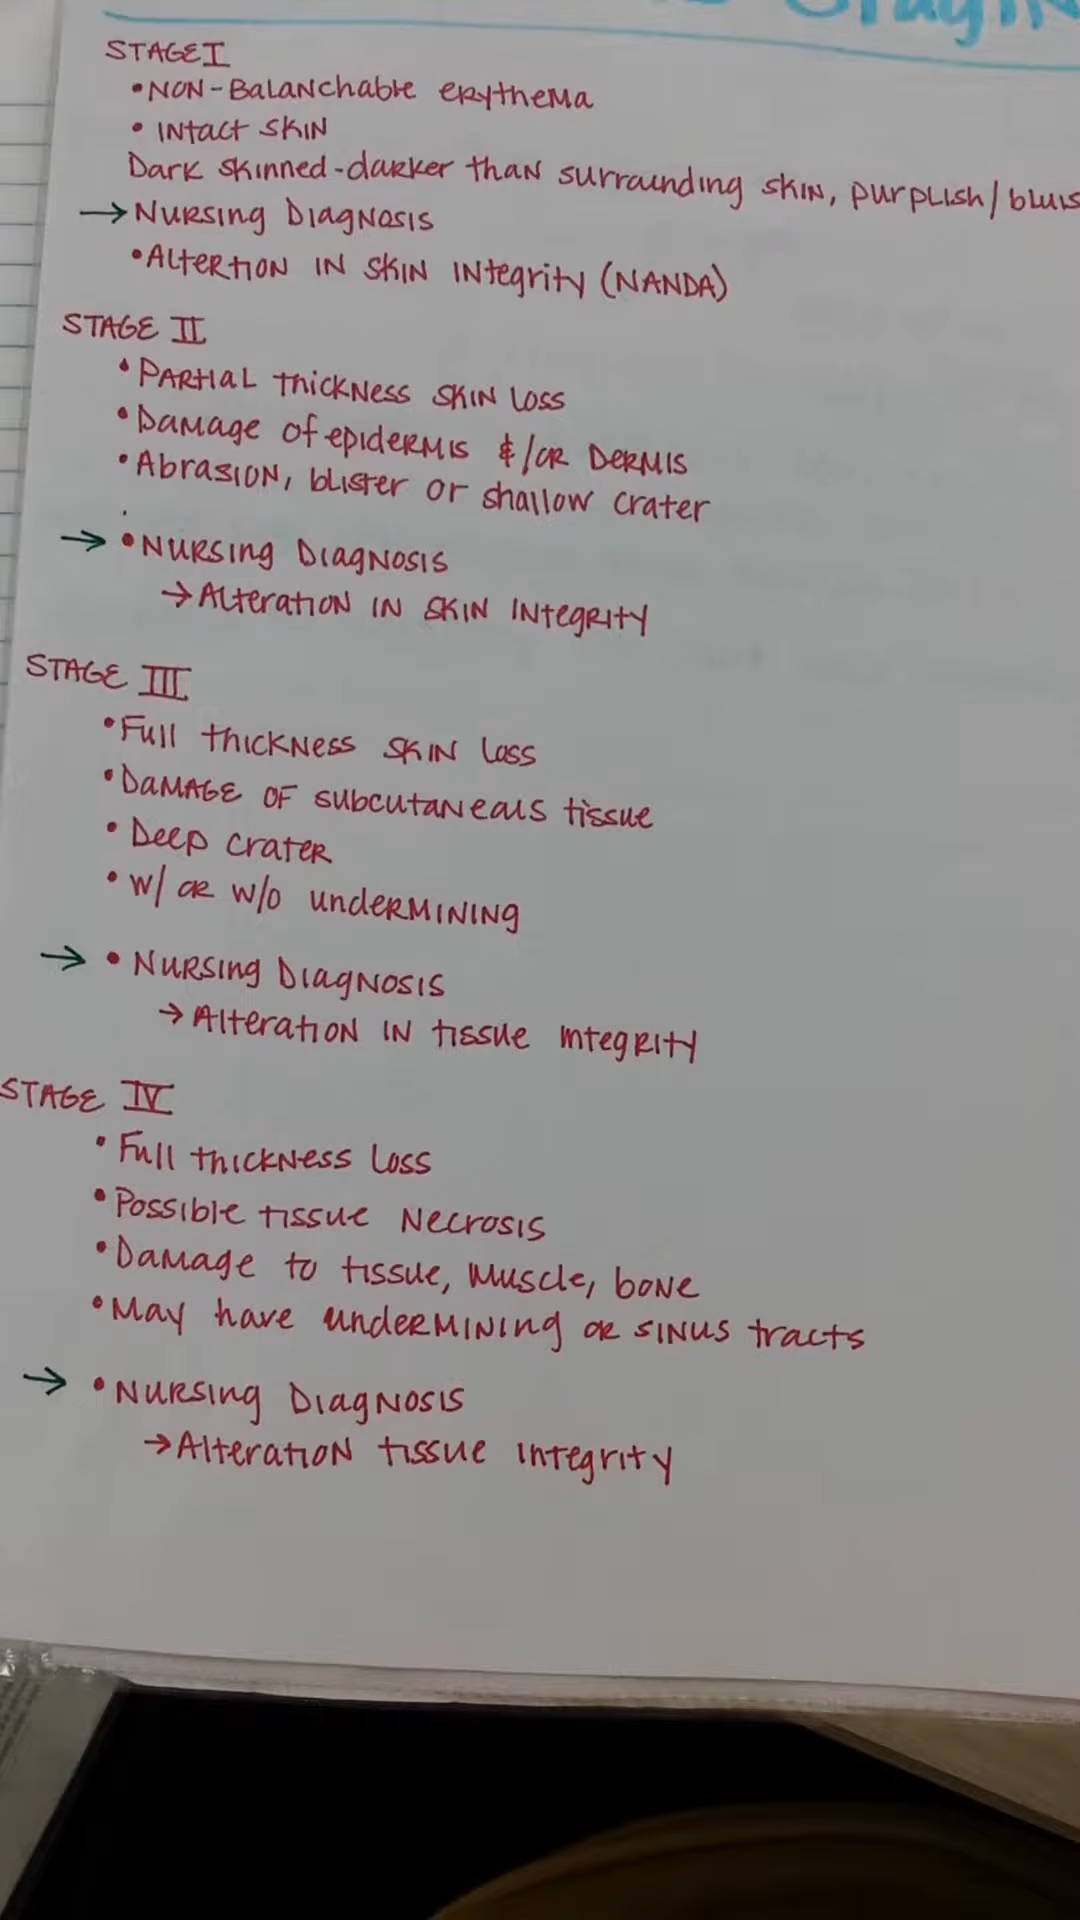 Staging
STAGE I
• NON-Balanchable erythema
• Intact skin
Dark skinned-darker than surrounding skin, purplish/bluis
→ Nursing Diagnosis
• Altertion in skin integrity (NANDA)
STAGE II
• Partial thickness skin loss
• Damage of epidermis &/or Dermis
• Abrasion, blister or shallow crater
→ • Nursing Diagnosis
→ Alteration in skin integrity
STAGE III
• Full thickness skin loss
• Damage of subcutaneous tissue
• Deep crater
• w/ or w/o undermining
→ • Nursing Diagnosis
→ Alteration in tissue integrity
STAGE IV
• Full thickness loss
• Possible tissue necrosis
• Damage to tissue, muscle, bone
• May have undermining or sinus tracts
→ • Nursing Diagnosis
→ Alteration tissue integrity